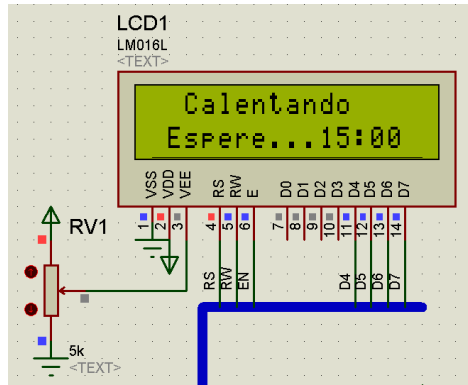 LCD1
LM016L
<TEXT>
Calentando
Espere...15:00
VSS VDD VEE RS RW E D0 D1 D2 D3 D4 D5 D6 D7
1 2 3 4 5 6 7 8 9 10 11 12 13 14
RV1
RS RW EN D4 D5 D6 D7
5k
<TEXT>